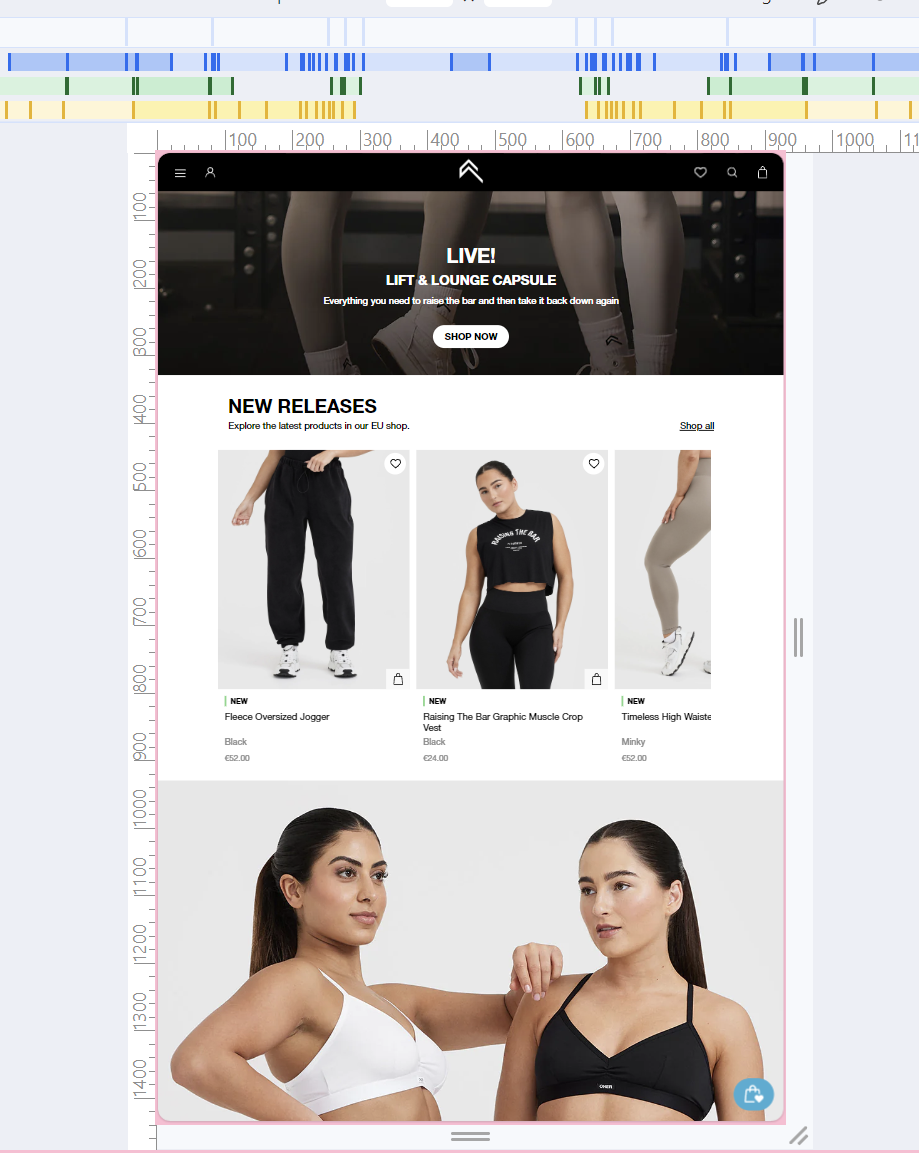 100 200 300 400 500 600 700 800 900 1000
100
200
300
400
500
600
700
800
900
1000
1100
1200
1300
1400
LIVE!
LIFT & LOUNGE CAPSULE
Everything you need to raise the bar and then take it back down again
SHOP NOW
NEW RELEASES
Explore the latest products in our EU shop.
Shop all
RAISING THE BAR
NEW
Fleece Oversized Jogger
Black
€52.00
NEW
Raising The Bar Graphic Muscle Crop
Vest
Black
€24.00
NEW
Timeless High Waiste
Minky
€52.00